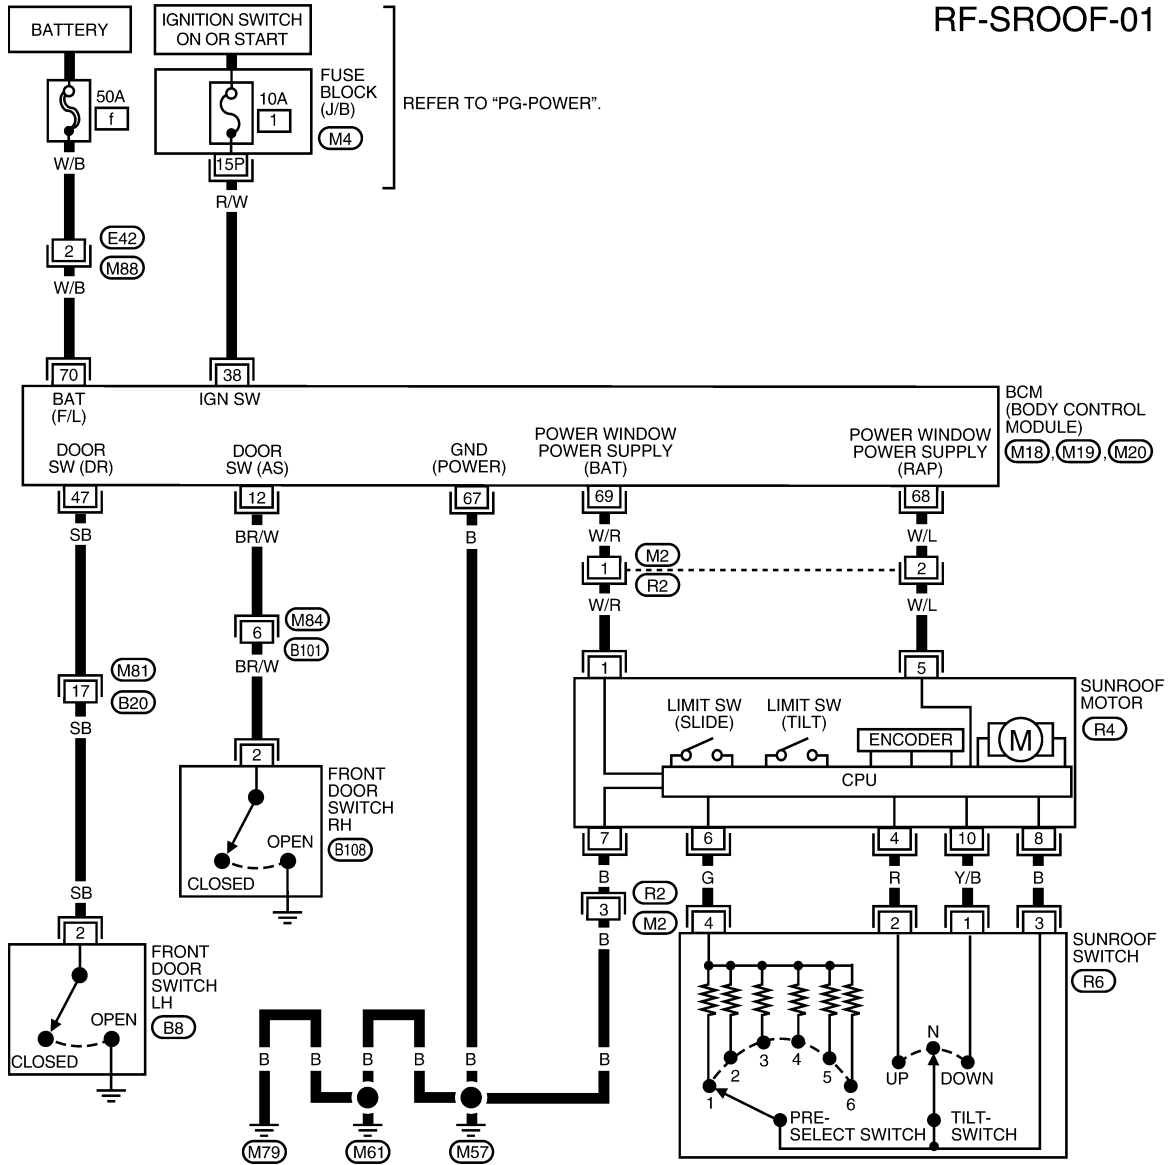 RF-SROOF-01
BATTERY
IGNITION SWITCH
ON OR START
50A
f
10A
1
FUSE
BLOCK
(J/B)
M4
REFER TO “PG-POWER”.
W/B
15P
R/W
2
E42
M88
W/B
70
38
BAT
(F/L)
IGN SW
BCM
(BODY CONTROL
MODULE)
M18 , M19 , M20
DOOR
SW (DR)
DOOR
SW (AS)
GND
(POWER)
POWER WINDOW
POWER SUPPLY
(BAT)
POWER WINDOW
POWER SUPPLY
(RAP)
47
12
67
69
68
SB
BR/W
B
W/R
W/L
1
M2
R2
2
W/R
W/L
6
M84
B101
BR/W
17
M81
B20
SB
1
5
SUNROOF
MOTOR
R4
LIMIT SW
(SLIDE)
LIMIT SW
(TILT)
ENCODER
M
CPU
2
FRONT
DOOR
SWITCH
RH
B108
OPEN
CLOSED
7
6
4
10
8
B
G
R
Y/B
B
3
R2
M2
B
4
2
1
3
SUNROOF
SWITCH
R6
SB
2
FRONT
DOOR
SWITCH
LH
B8
OPEN
CLOSED
B
B
B
B
B
B
1
2
3
4
5
6
UP
N
DOWN
PRE-
SELECT SWITCH
TILT-
SWITCH
M79
M61
M57